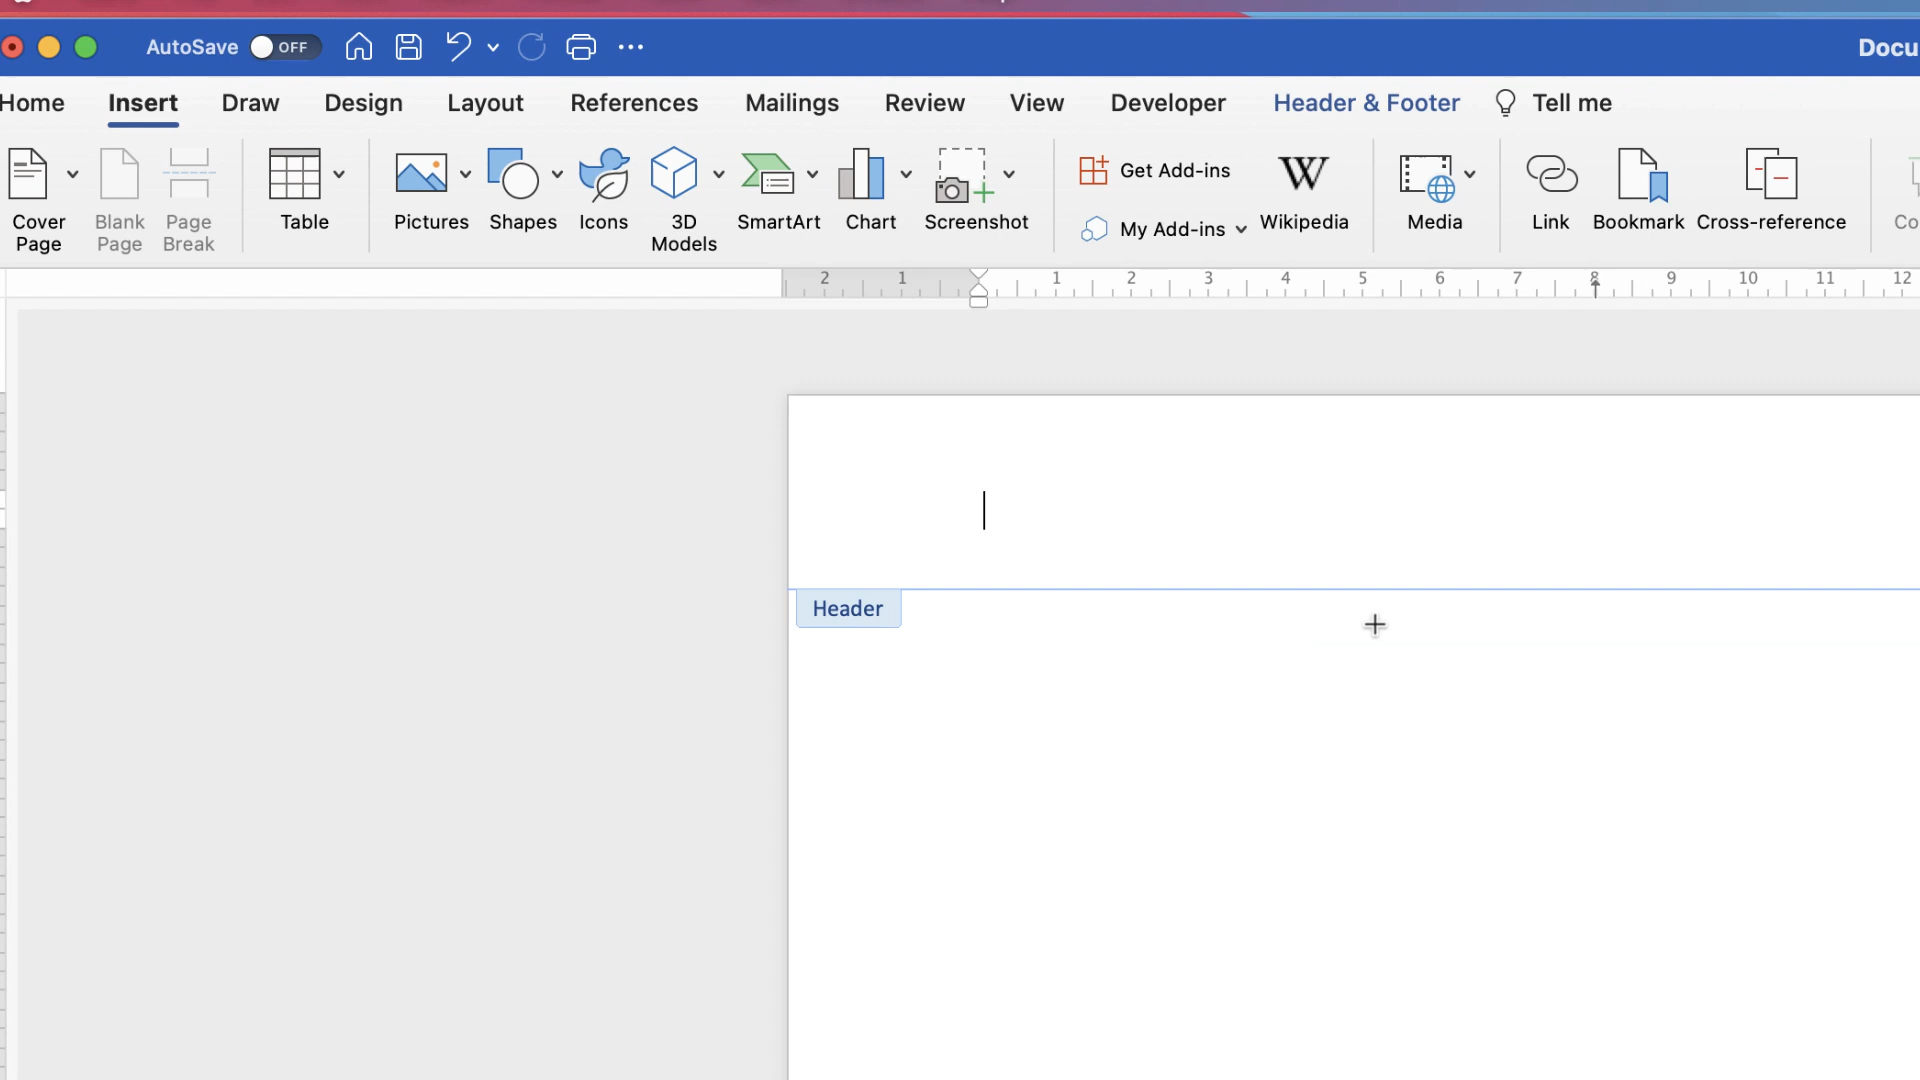 AutoSave OFF
Docu
Home Insert Draw Design Layout References Mailings Review View Developer Header & Footer Tell me
Cover Page
Blank Page
Page Break
Table
Pictures
Shapes
Icons
3D Models
SmartArt
Chart
Screenshot
Get Add-ins
My Add-ins
W
Wikipedia
Media
Link
Bookmark
Cross-reference
Co
2 1 1 2 3 4 5 6 7 8 9 10 11 12
Header